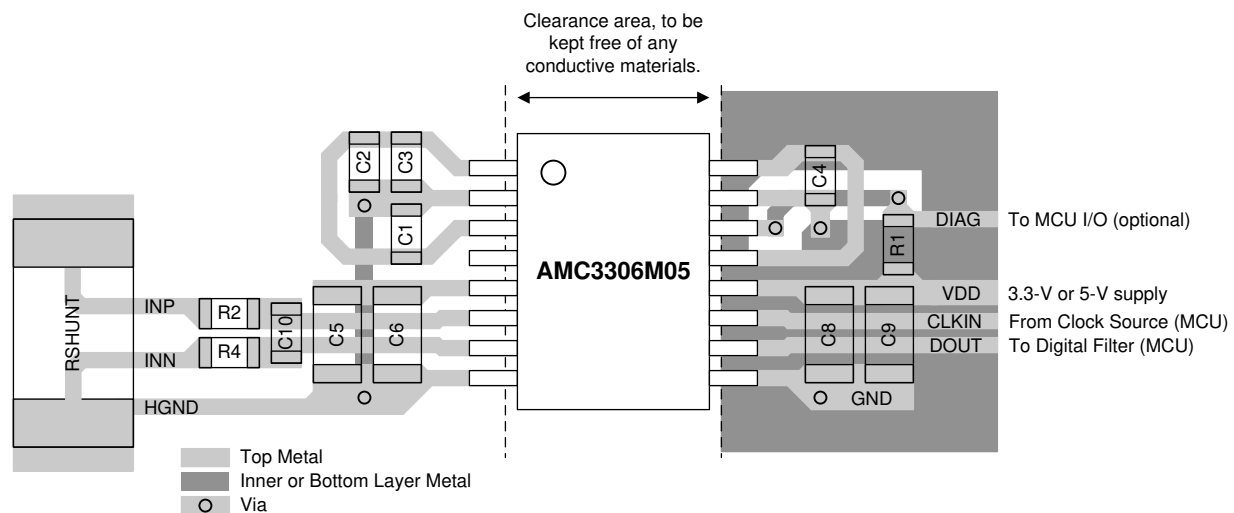 Clearance area, to be
kept free of any
conductive materials.
C2
C3
C1
C4
R1
AMC3306M05
DIAG
To MCU I/O (optional)
RSHUNT
INP
R2
C10
C5
C6
INN
R4
HGND
C8
C9
VDD
3.3-V or 5-V supply
CLKIN
From Clock Source (MCU)
DOUT
To Digital Filter (MCU)
GND
Top Metal
Inner or Bottom Layer Metal
Via